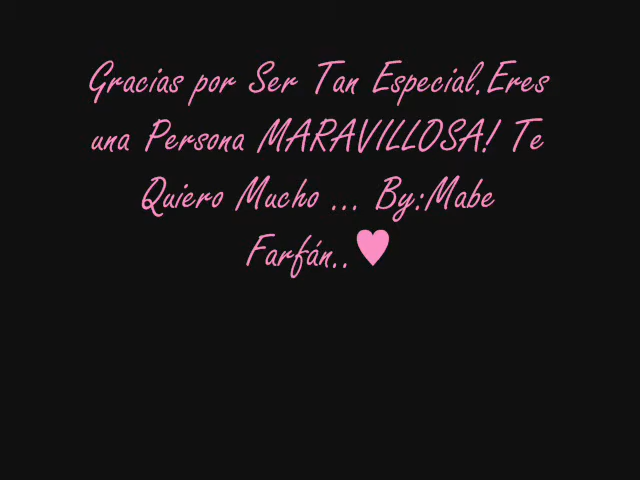 Gracias por Ser Tan Especial.Eres
una Persona MARAVILLOSA! Te
Quiero Mucho ... By:Mabe
Farfán..♥